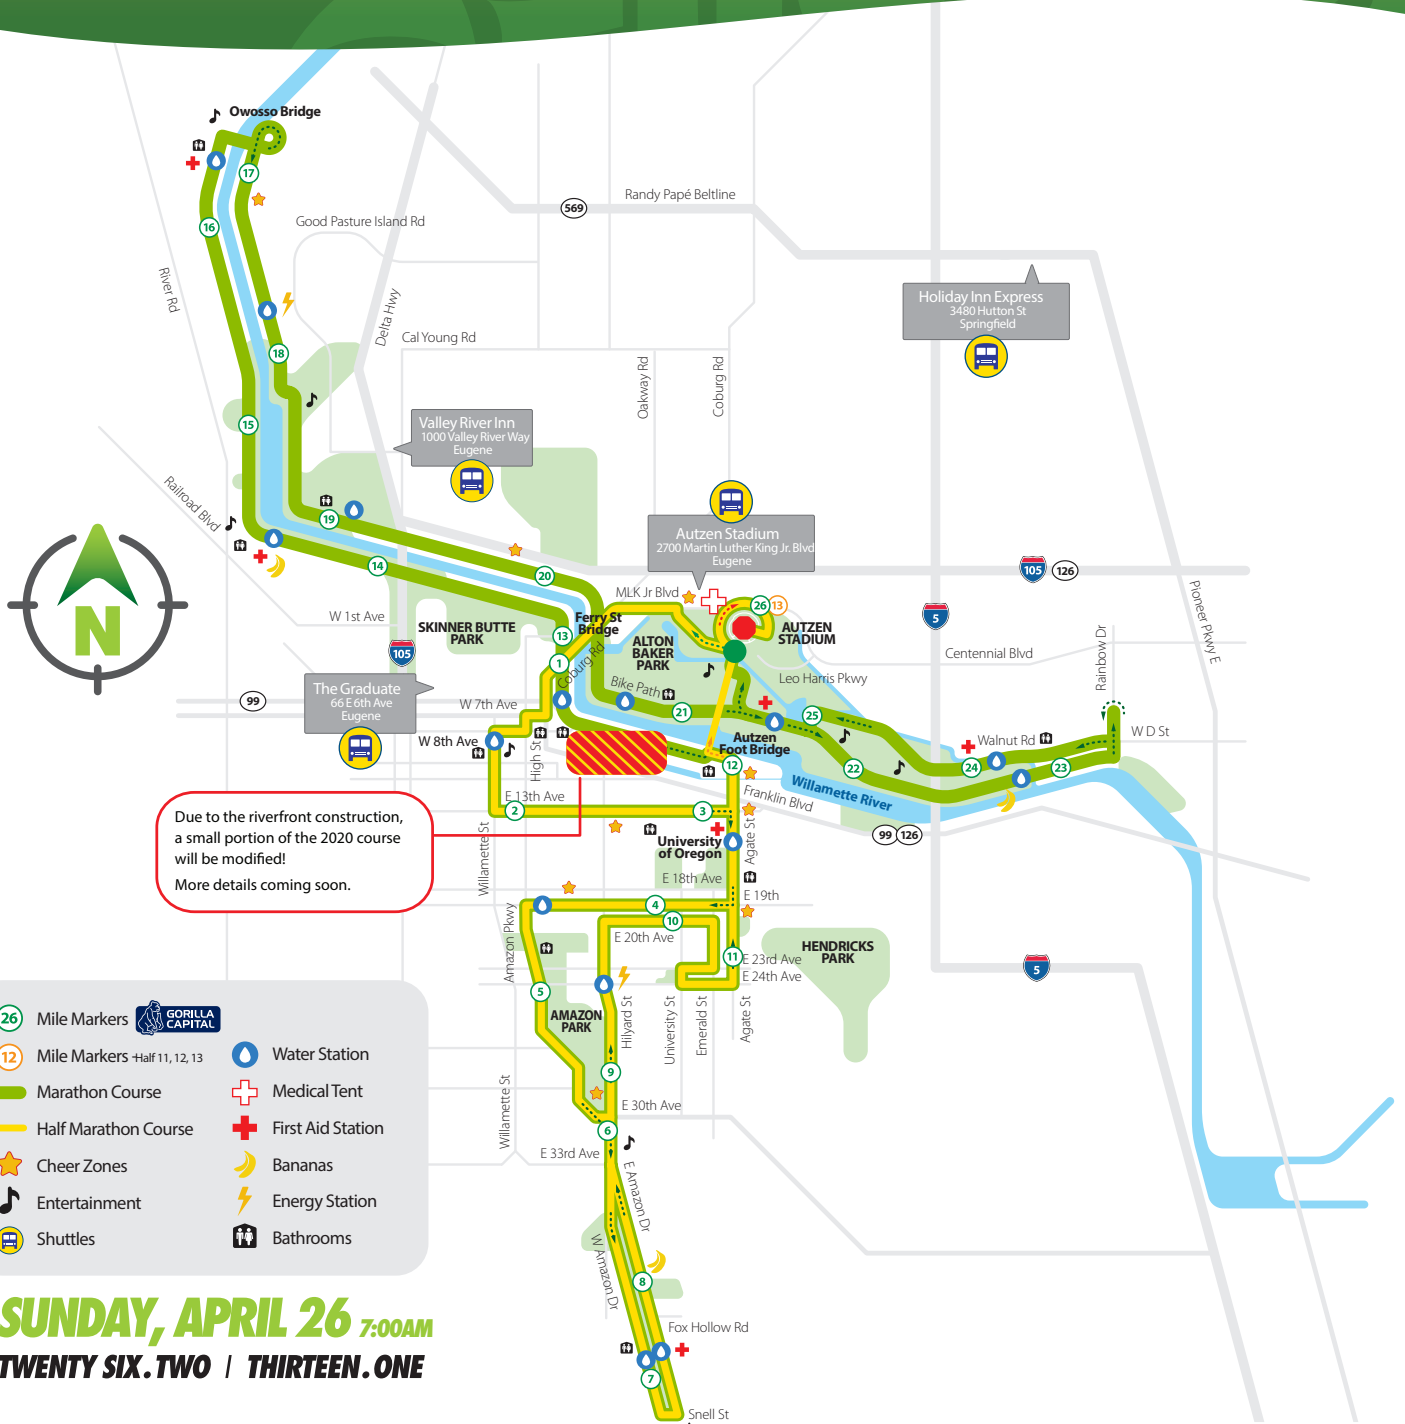 Owosso Bridge
17
16
Good Pasture Island Rd
Randy Papé Beltline
569
River Rd
Delta Hwy
Holiday Inn Express
3480 Hutton St
Springfield
18
Cal Young Rd
Oakway Rd
Coburg Rd
15
Valley River Inn
1000 Valley River Way
Eugene
Railroad Blvd
19
Autzen Stadium
2700 Martin Luther King Jr. Blvd
Eugene
14
20
105
126
N
MLK Jr Blvd
26
13
Pioneer Pkwy E
W 1st Ave
SKINNER BUTTE
PARK
13
Ferry St
Bridge
ALTON
BAKER
PARK
AUTZEN
STADIUM
5
105
1
Coburg Rd
Centennial Blvd
Rainbow Dr
The Graduate
66 E 6th Ave
Eugene
99
Bike Path
Leo Harris Pkwy
W 7th Ave
21
25
W 8th Ave
High St
Autzen
Foot Bridge
Walnut Rd
W D St
12
22
24
23
Willamette River
E 13th Ave
Franklin Blvd
2
3
99
126
Due to the riverfront construction,
a small portion of the 2020 course
will be modified!
More details coming soon.
Willamette St
University
of Oregon
Agate St
E 18th Ave
E 19th
4
10
Amazon Pkwy
E 20th Ave
HENDRICKS
PARK
11
E 23rd Ave
E 24th Ave
5
5
AMAZON
PARK
Hilyard St
University St
Emerald St
Agate St
9
Willamette St
E 30th Ave
6
E 33rd Ave
E Amazon Dr
W Amazon Dr
8
Fox Hollow Rd
7
Snell St
26 Mile Markers GORILLA
CAPITAL
12 Mile Markers -Half 11, 12, 13
Marathon Course
Half Marathon Course
Cheer Zones
Entertainment
Shuttles
Water Station
Medical Tent
First Aid Station
Bananas
Energy Station
Bathrooms
SUNDAY, APRIL 26 7:00AM
TWENTY SIX.TWO | THIRTEEN.ONE